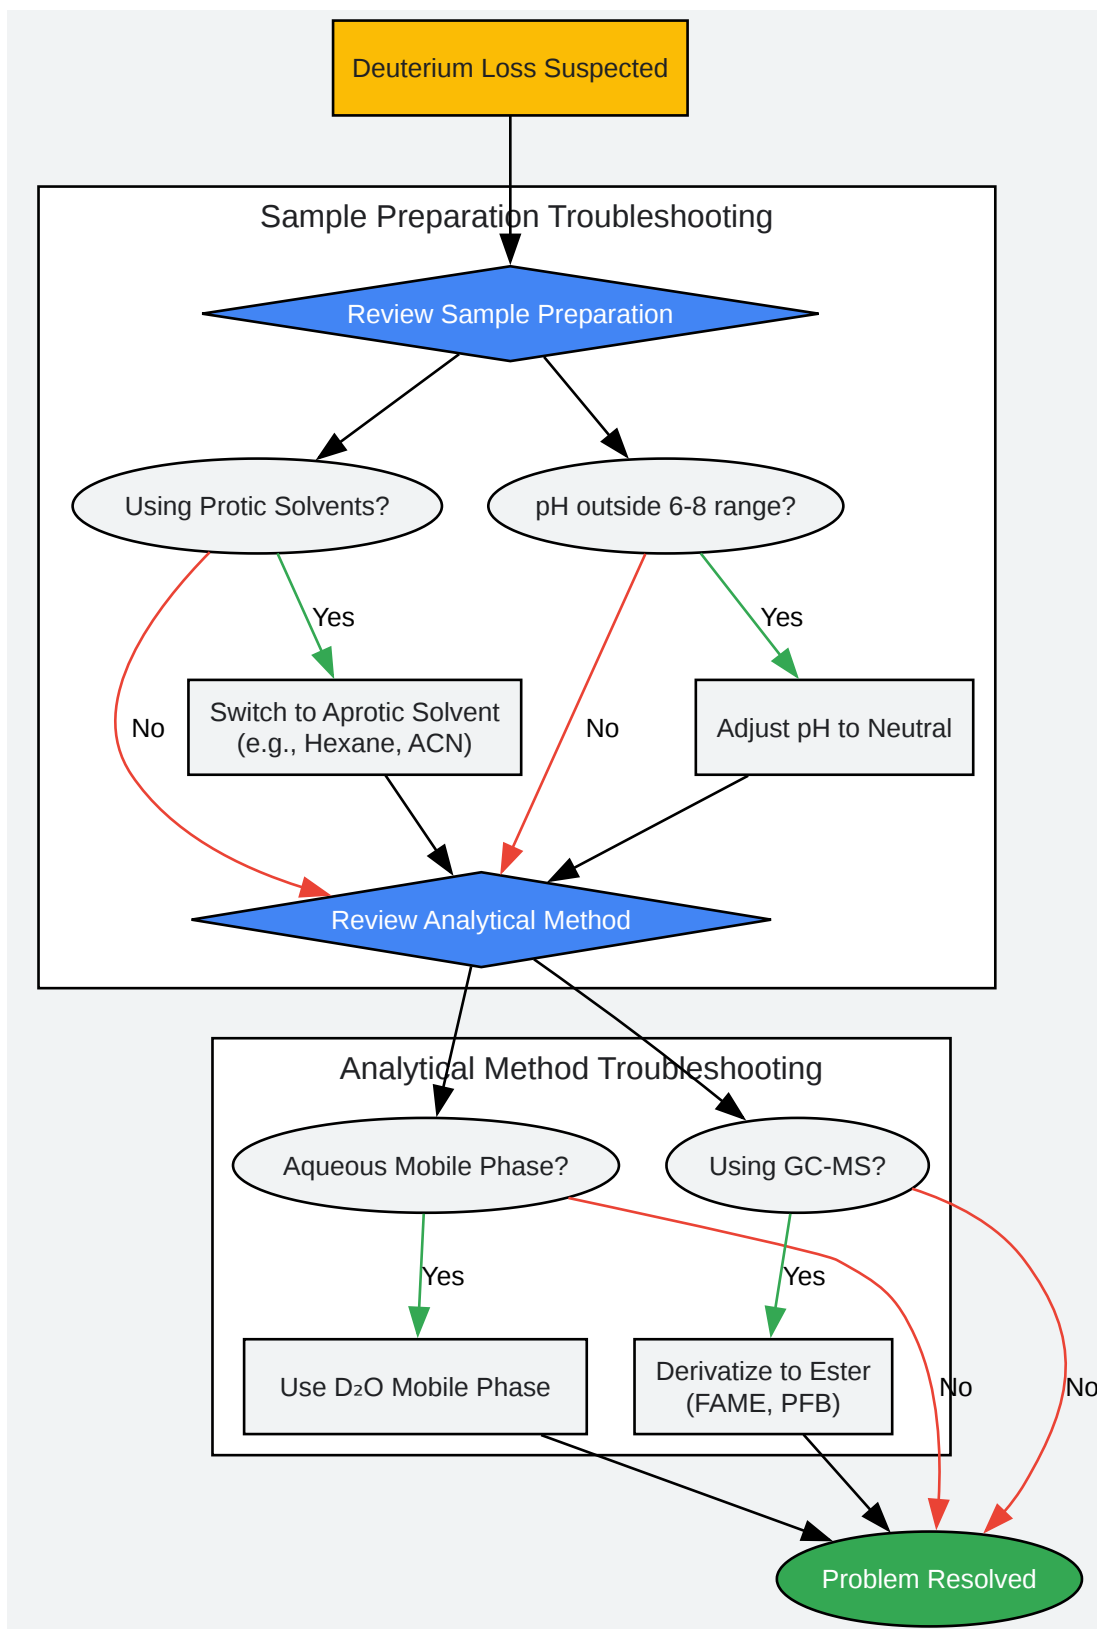 Deuterium Loss Suspected
Sample Preparation Troubleshooting
Review Sample Preparation
Using Protic Solvents?
pH outside 6-8 range?
Yes
Yes
No
Switch to Aprotic Solvent
(e.g., Hexane, ACN)
No
Adjust pH to Neutral
Review Analytical Method
Analytical Method Troubleshooting
Aqueous Mobile Phase?
Using GC-MS?
Yes
Yes
Use D₂O Mobile Phase
Derivatize to Ester
(FAME, PFB)
No
No
Problem Resolved